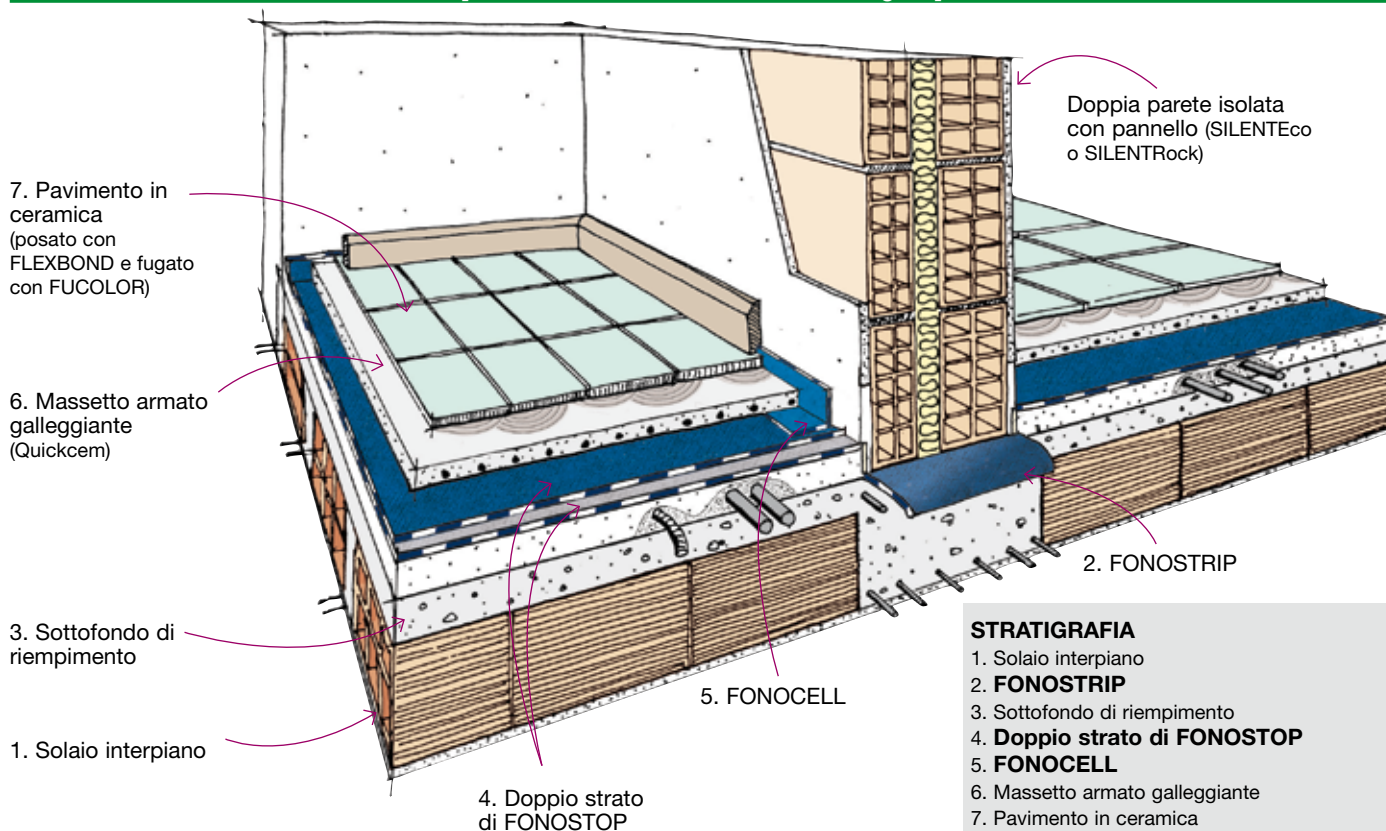 Doppia parete isolata
con pannello (SILENTEco
o SILENTRock)
7. Pavimento in
ceramica
(posato con
FLEXBOND e fugato
con FUCOLOR)
6. Massetto armato
galleggiante
(Quickcem)
2. FONOSTRIP
3. Sottofondo di
riempimento
5. FONOCELL
1. Solaio interpiano
4. Doppio strato
di FONOSTOP
STRATIGRAFIA
1. Solaio interpiano
2. FONOSTRIP
3. Sottofondo di riempimento
4. Doppio strato di FONOSTOP
5. FONOCELL
6. Massetto armato galleggiante
7. Pavimento in ceramica